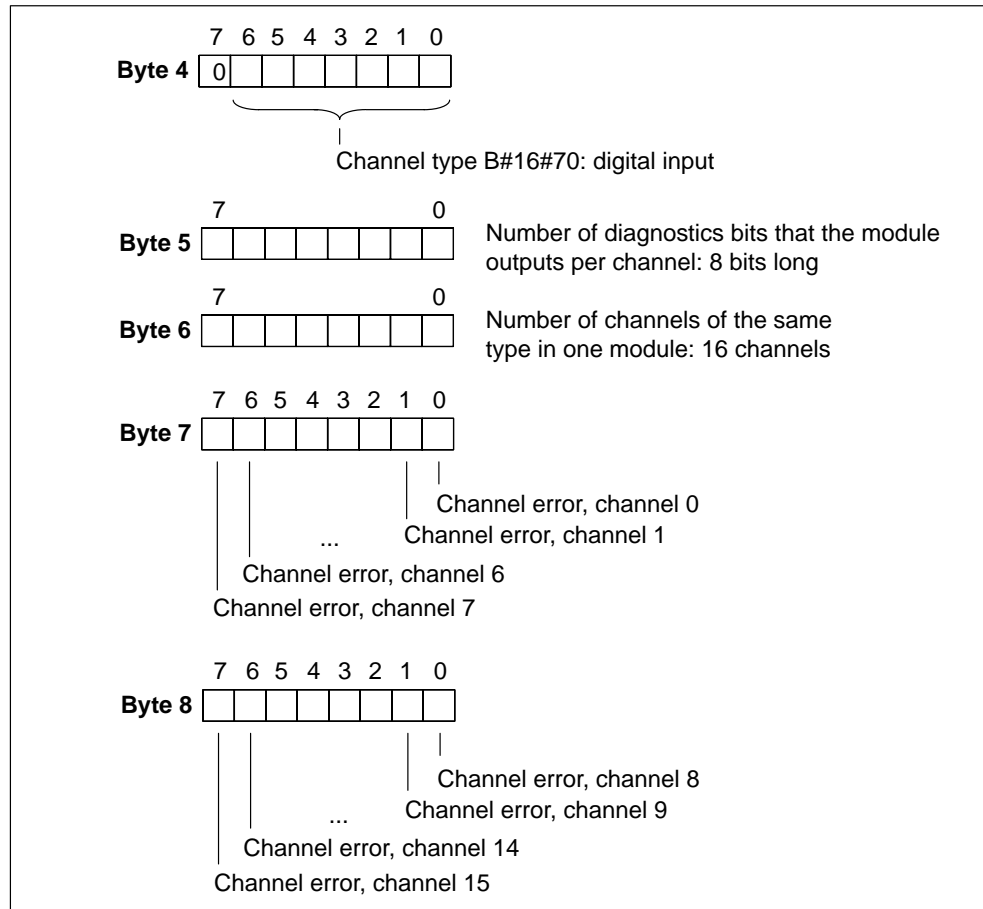 7 6 5 4 3 2 1 0
Byte 4 0
Channel type B#16#70: digital input
7 0
Byte 5
Number of diagnostics bits that the module
outputs per channel: 8 bits long
7 0
Byte 6
Number of channels of the same
type in one module: 16 channels
7 6 5 4 3 2 1 0
Byte 7
Channel error, channel 0
... Channel error, channel 1
Channel error, channel 6
Channel error, channel 7
7 6 5 4 3 2 1 0
Byte 8
Channel error, channel 8
... Channel error, channel 9
Channel error, channel 14
Channel error, channel 15